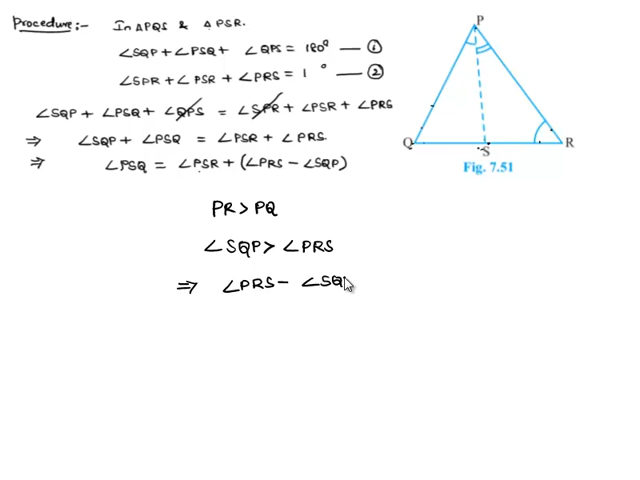 Procedure:- In ΔPQS & ΔPSR.
∠SQP + ∠PSQ + ∠QPS = 180° — ①
∠SPR + ∠PSR + ∠PRS = 1 ° — ②
∠SQP + ∠PSQ + ∠QPS = ∠SPR + ∠PSR + ∠PRS
⇒ ∠SQP + ∠PSQ = ∠PSR + ∠PRS.
⇒ ∠PSQ = ∠PSR + (∠PRS - ∠SQP)
PR > PQ
∠SQP > ∠PRS
⇒ ∠PRS - ∠SQ
P
Q
S
R
Fig. 7.51